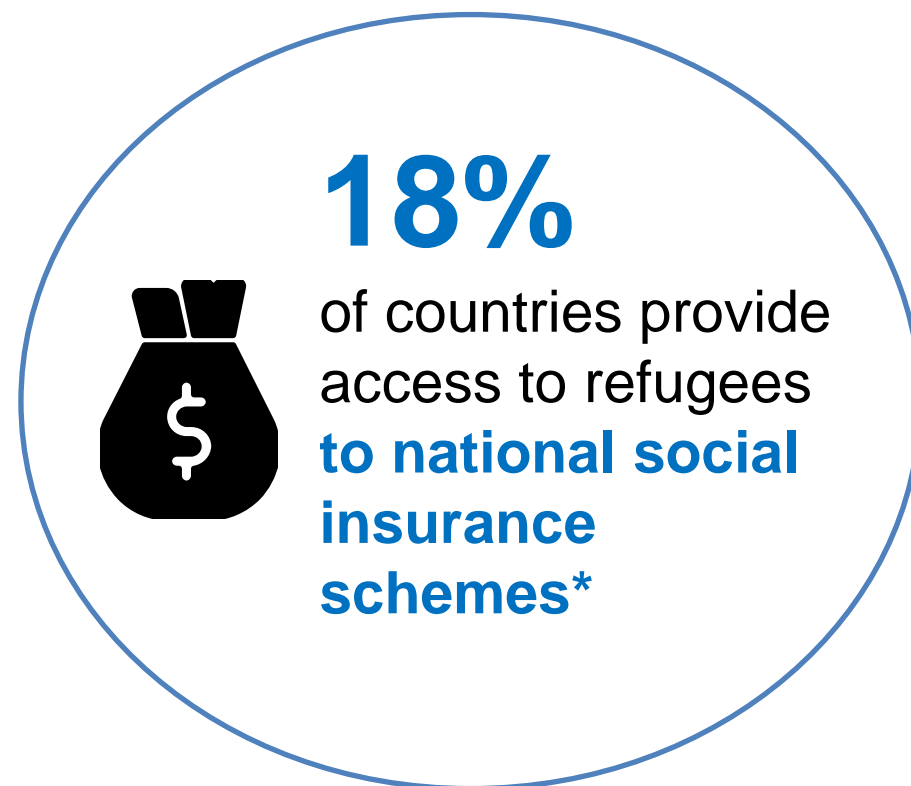 18%
of countries provide
access to refugees
to national social
insurance
schemes*
$